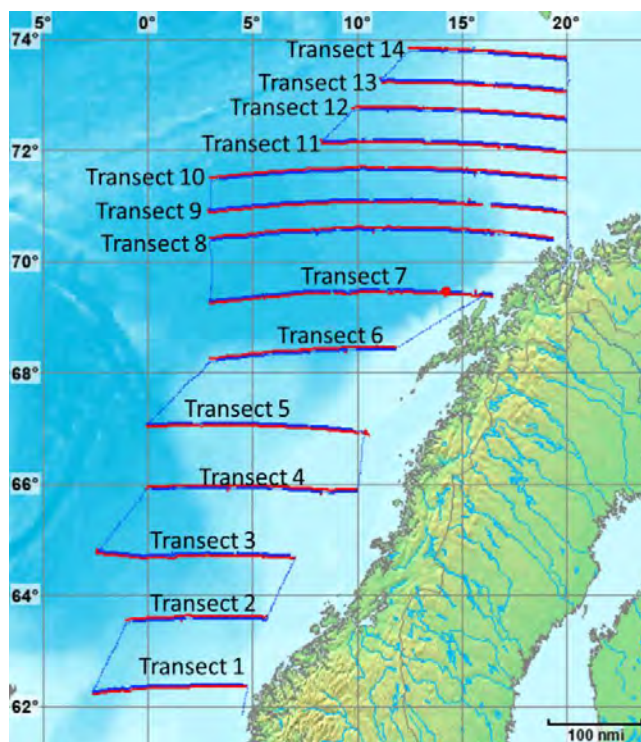 0° 5° 10° 15° 20°
74°
Transect 14
Transect 13
Transect 12
72°
Transect 11
Transect 10
Transect 9
Transect 8
70°
Transect 7
Transect 6
68°
Transect 5
66°
Transect 4
Transect 3
64°
Transect 2
Transect 1
62°
100 nmi